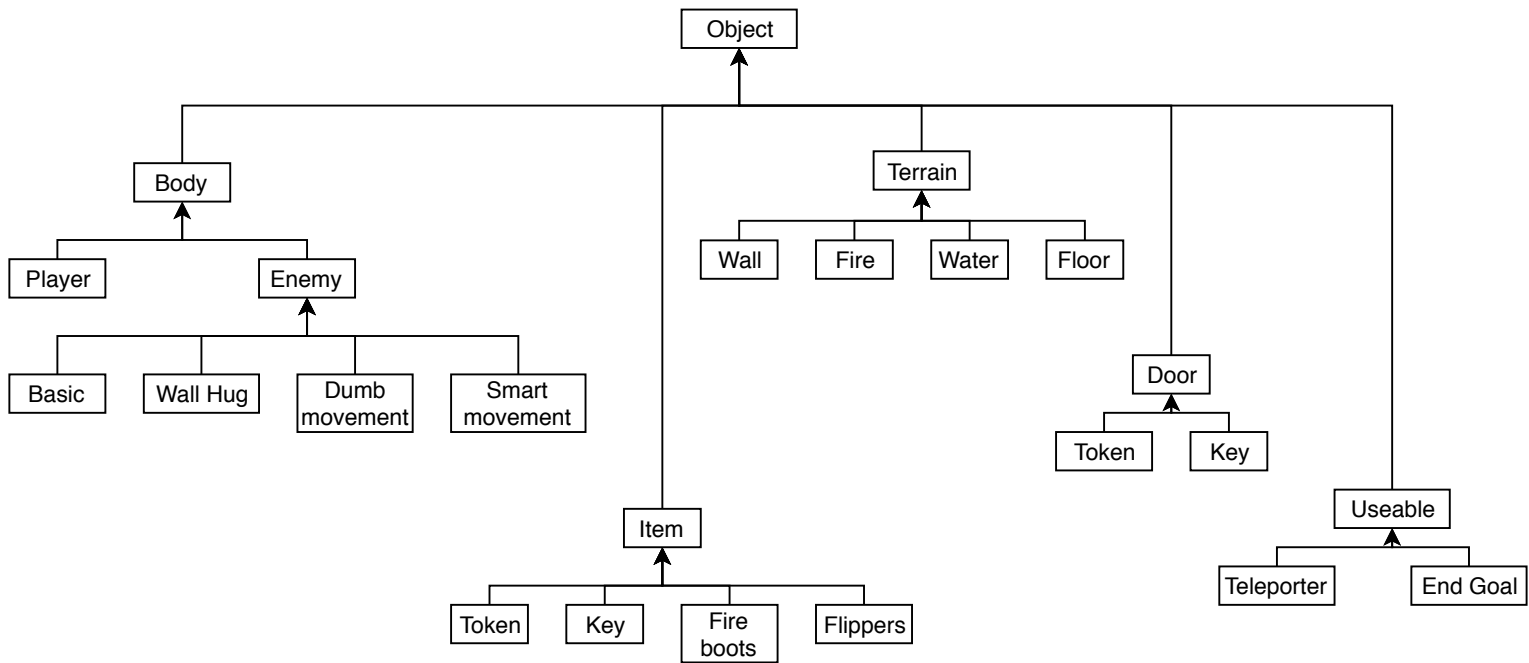 Object
Body
Terrain
Wall
Fire
Water
Floor
Player
Enemy
Door
Basic
Wall Hug
Dumb
movement
Smart
movement
Token
Key
Useable
Item
Teleporter
End Goal
Token
Key
Fire
boots
Flippers